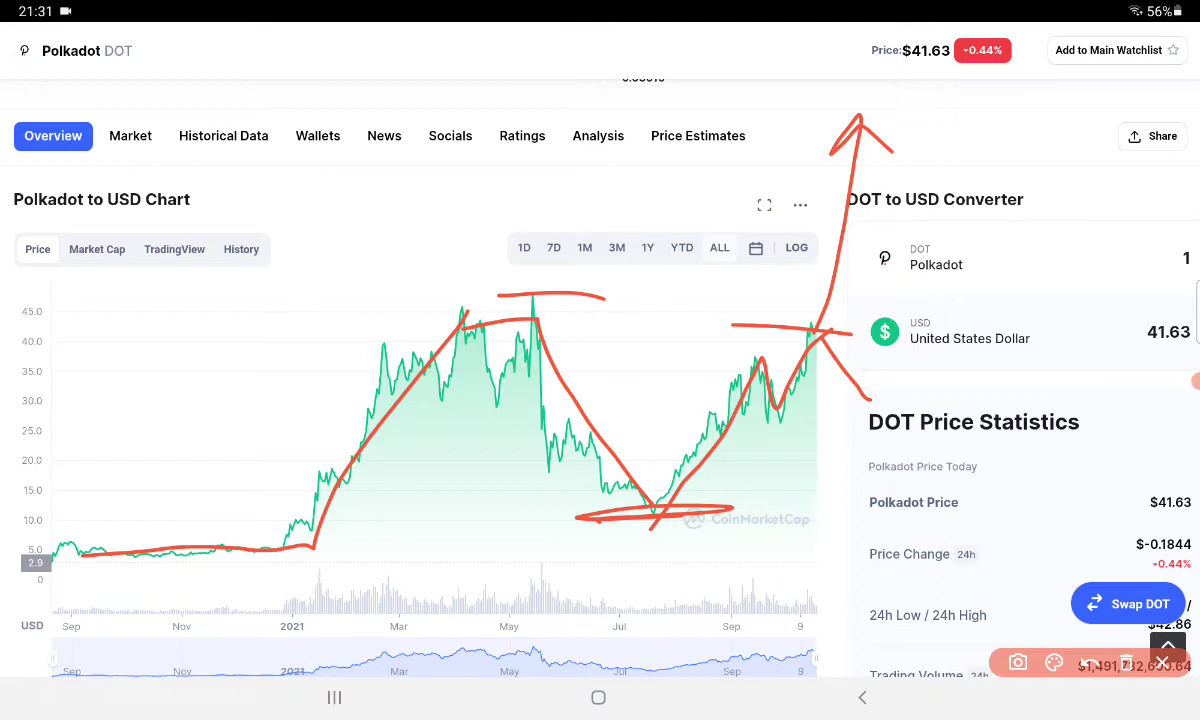 21:31 56%
Polkadot DOT Price: $41.63 -0.44% Add to Main Watchlist
Overview Market Historical Data Wallets News Socials Ratings Analysis Price Estimates Share
Polkadot to USD Chart
DOT to USD Converter
Price Market Cap TradingView History
1D 7D 1M 3M 1Y YTD ALL LOG
DOT
Polkadot 1
USD
United States Dollar 41.63
45.0
40.0
35.0
30.0
25.0
20.0
15.0
10.0
5.0
2.9
0
CoinMarketCap
USD Sep Nov 2021 Mar May Jul Sep 9
Sep Nov 2021 Mar May Jul Sep 9
DOT Price Statistics
Polkadot Price Today
Polkadot Price $41.63
Price Change 24h $-0.1844
-0.44%
24h Low / 24h High /
$42.86
Swap DOT
Trading Volume 24h